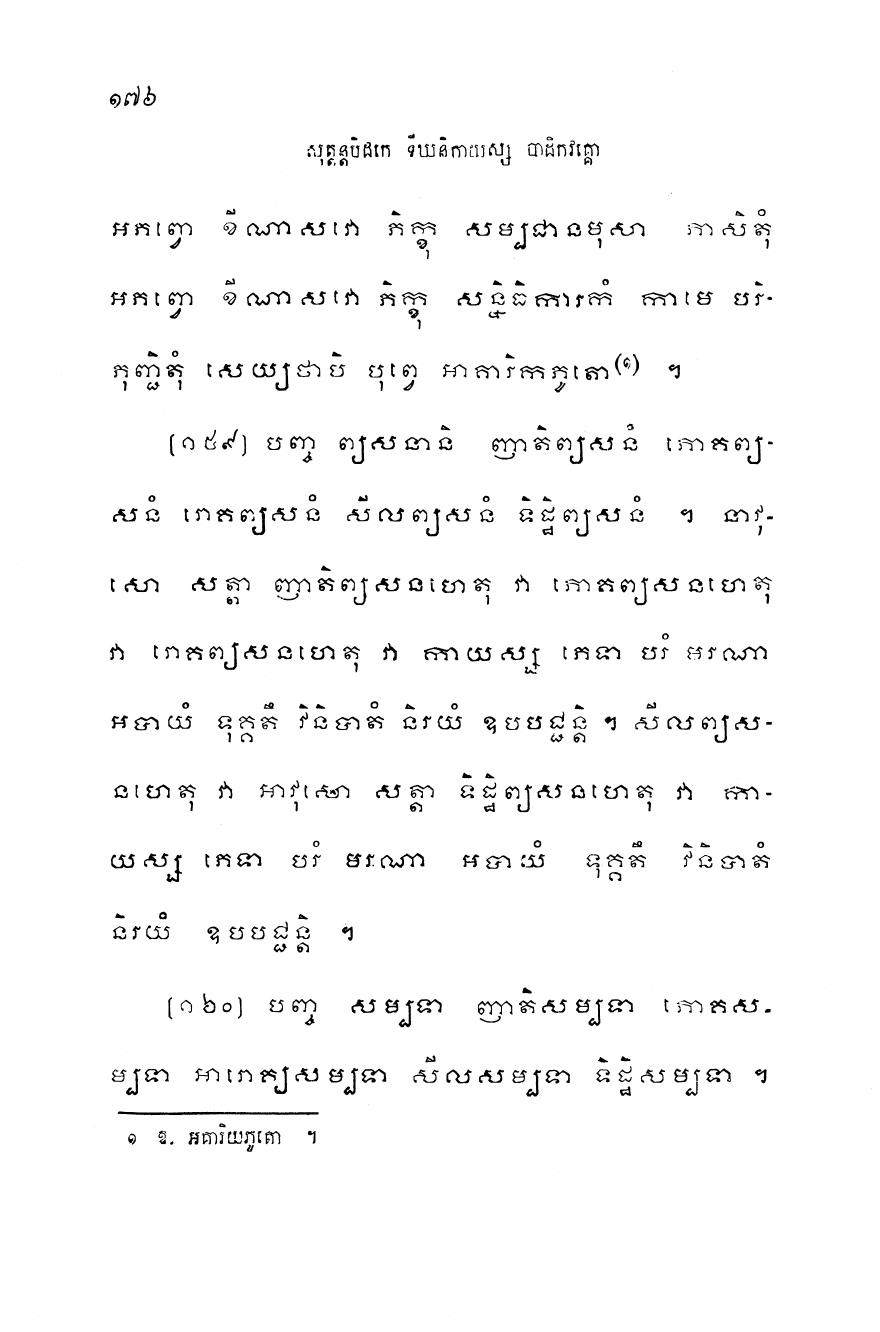 ១៧៦
សុត្តន្តបិដកេ ទីឃនិកាយស្ស បាដិកវគ្គោ
អភព្វោ ខីណាសវោ ភិក្ខុ សម្បជានមុសា ភាសិតុំ
អភព្វោ ខីណាសវោ ភិក្ខុ សន្និធិការកំ កាមេ បរិ-
ភុញ្ជិតុំ សេយ្យថាបិ បុព្វេ អាគារិកភូតោ(១) ។
(១៥៩) បញ្ច ព្យសនានិ ញាតិព្យសនំ ភោគព្យ-
សនំ រោគព្យសនំ សីលព្យសនំ ទិដ្ឋិព្យសនំ ។ នាវុ-
សោ សត្តា ញាតិព្យសនហេតុ វា ភោគព្យសនហេតុ
វា រោគព្យសនហេតុ វា កាយស្ស ភេទា បរំ មរណា
អបាយំ ទុគ្គតឹ វិនិបាតំ និរយំ ឧបបជ្ជន្តិ ។ សីលព្យស-
នហេតុ វា អាវុសោ សត្តា ទិដ្ឋិព្យសនហេតុ វា កា-
យស្ស ភេទា បរំ មរណា អបាយំ ទុគ្គតឹ វិនិបាតំ
និរយំ ឧបបជ្ជន្តិ ។
(១៦០) បញ្ច សម្បទា ញាតិសម្បទា ភោគស-
ម្បទា អារោគ្យសម្បទា សីលសម្បទា ទិដ្ឋិសម្បទា ។
១ ឱ. អគារិយភូតោ ។